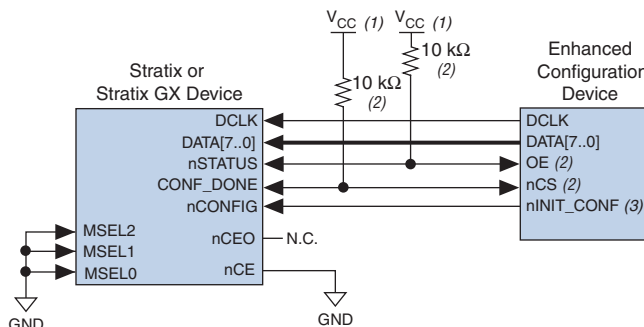 VCC (1)
VCC (1)
10 kΩ
(2)
10 kΩ
(2)
Stratix or
Stratix GX Device
Enhanced
Configuration
Device
DCLK
DATA[7..0]
nSTATUS
CONF_DONE
nCONFIG
MSEL2
MSEL1
MSEL0
nCEO
N.C.
nCE
DCLK
DATA[7..0]
OE (2)
nCS (2)
nINIT_CONF (3)
GND
GND